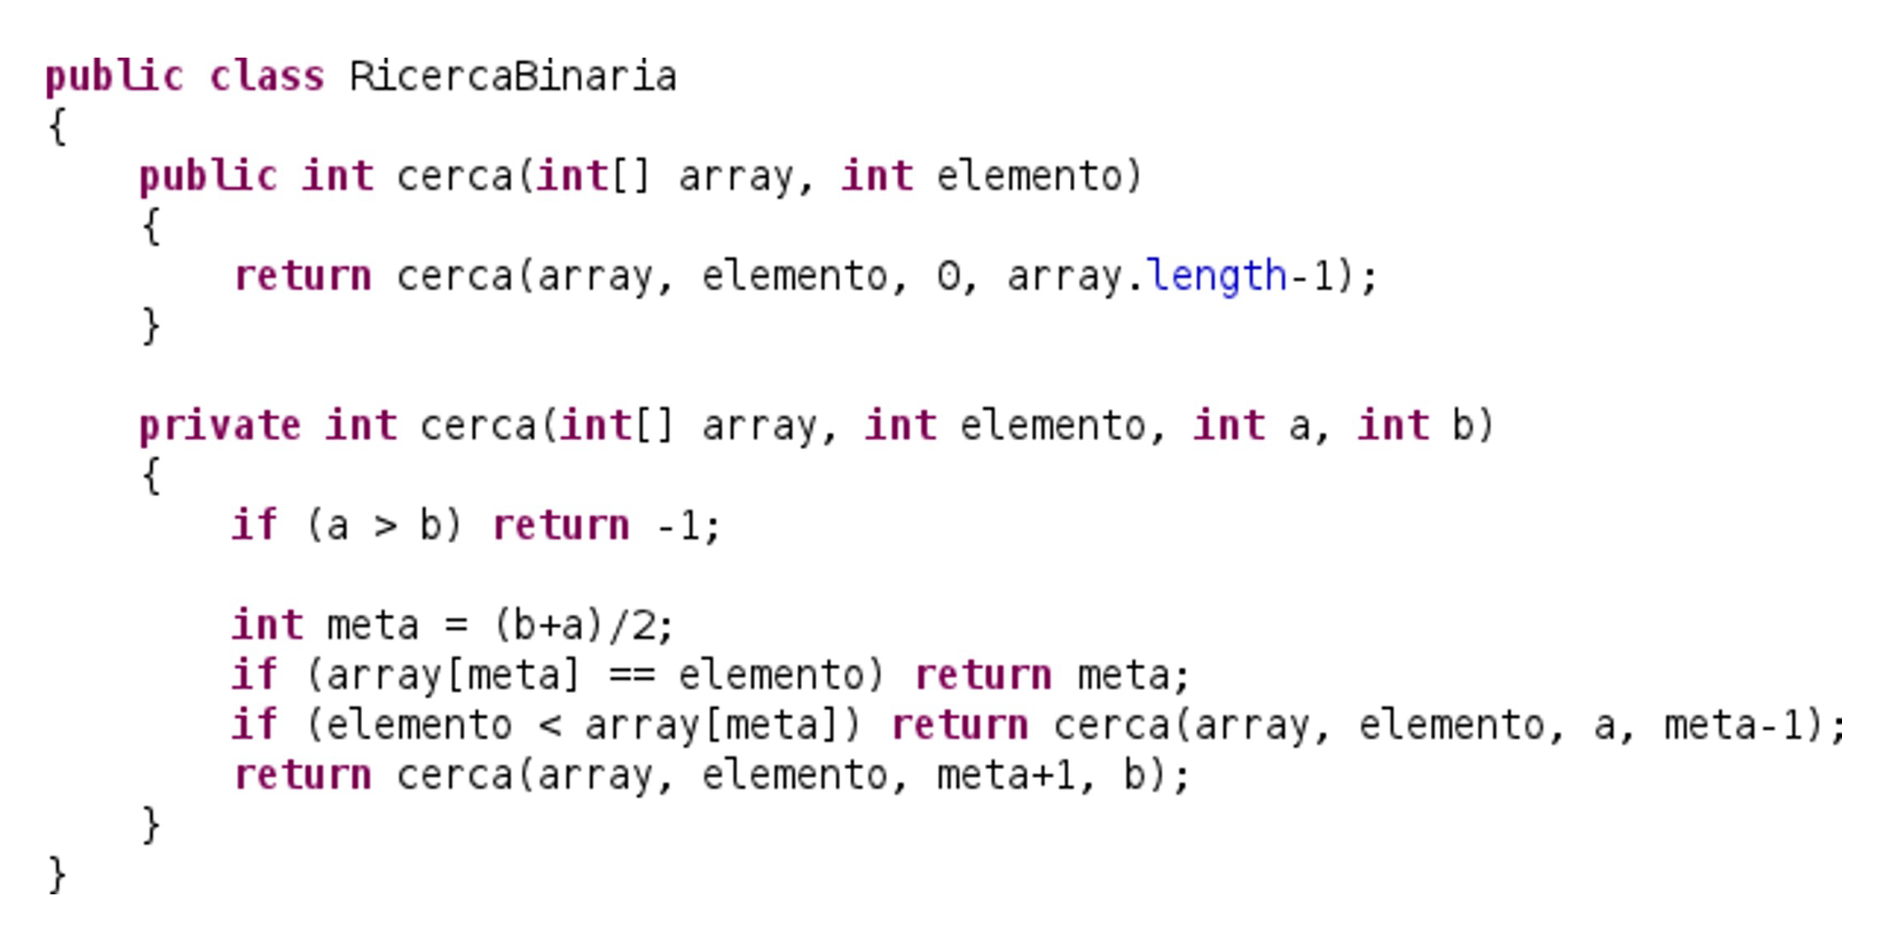 public class RicercaBinaria
{
    public int cerca(int[] array, int elemento)
    {
        return cerca(array, elemento, 0, array.length-1);
    }

    private int cerca(int[] array, int elemento, int a, int b)
    {
        if (a > b) return -1;

        int meta = (b+a)/2;
        if (array[meta] == elemento) return meta;
        if (elemento < array[meta]) return cerca(array, elemento, a, meta-1);
        return cerca(array, elemento, meta+1, b);
    }
}